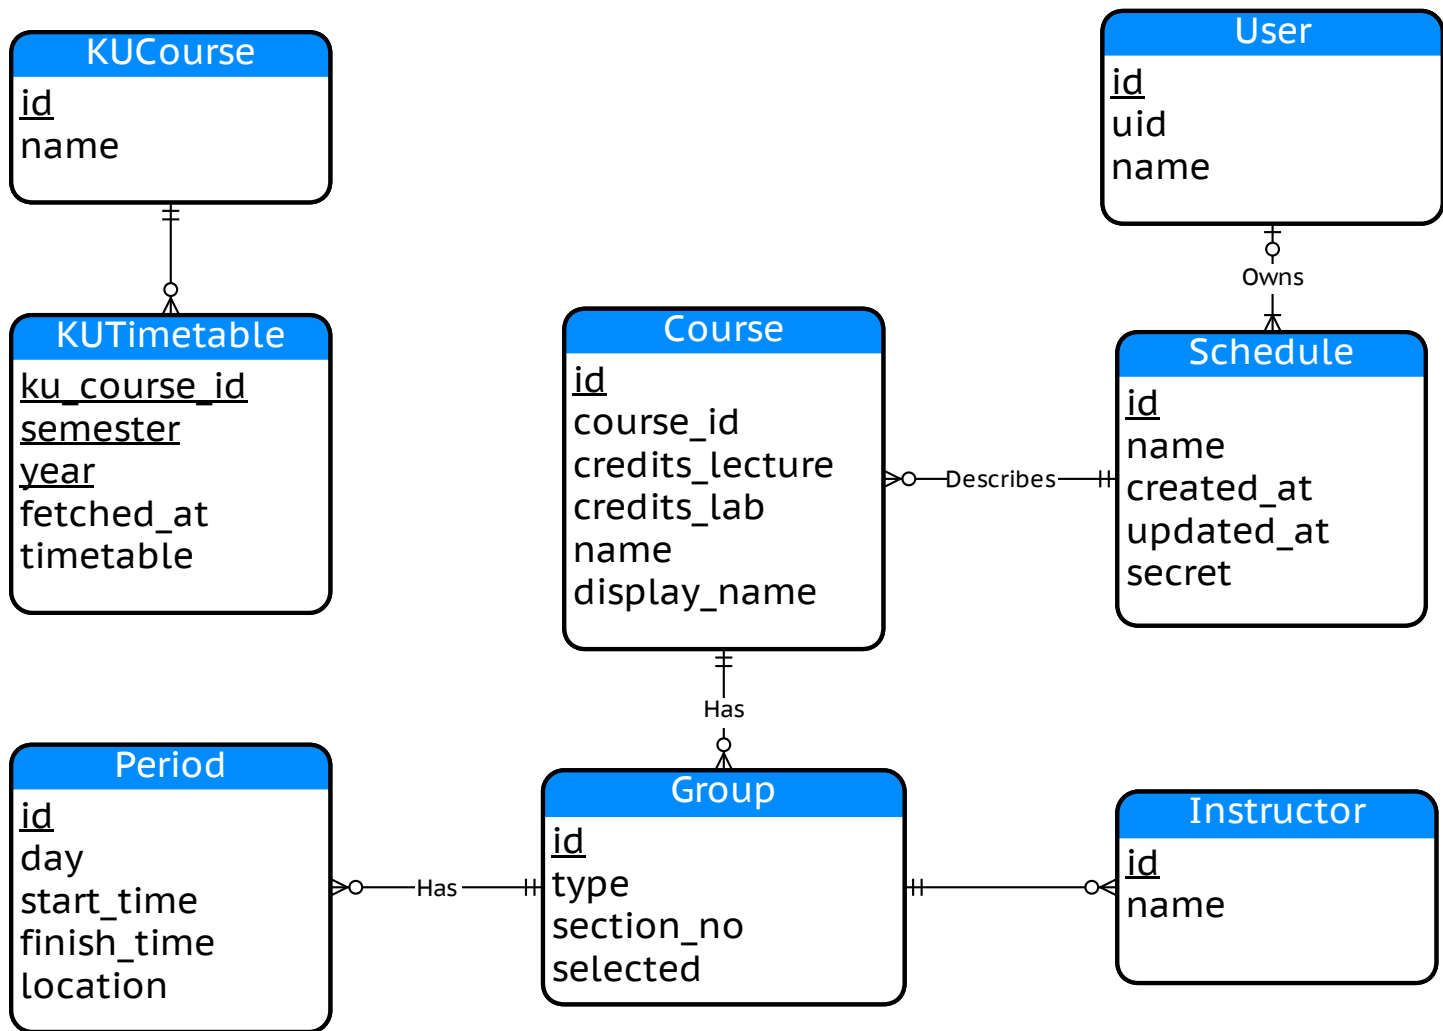 KUCourse
id
name
User
id
uid
name
Owns
KUTimetable
ku_course_id
semester
year
fetched_at
timetable
Course
id
course_id
credits_lecture
credits_lab
name
display_name
Describes
Schedule
id
name
created_at
updated_at
secret
Has
Period
id
day
start_time
finish_time
location
Has
Group
id
type
section_no
selected
Instructor
id
name